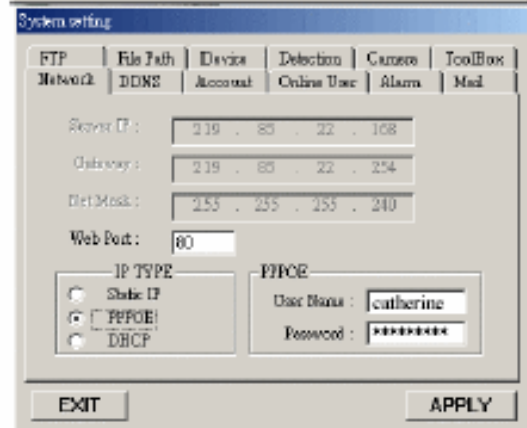 System setting
FTP File Path Device Detection Camera ToolBox
Network DDNS Account Online User Alarm Mail
Server IP : 219 . 85 . 22 . 168
Gateway : 219 . 85 . 22 . 254
Net Mask : 255 . 255 . 255 . 240
Web Port : 80
IP TYPE
Static IP
PPPOE
DHCP
PPPOE
User Name : catherine
Password : *********
EXIT APPLY